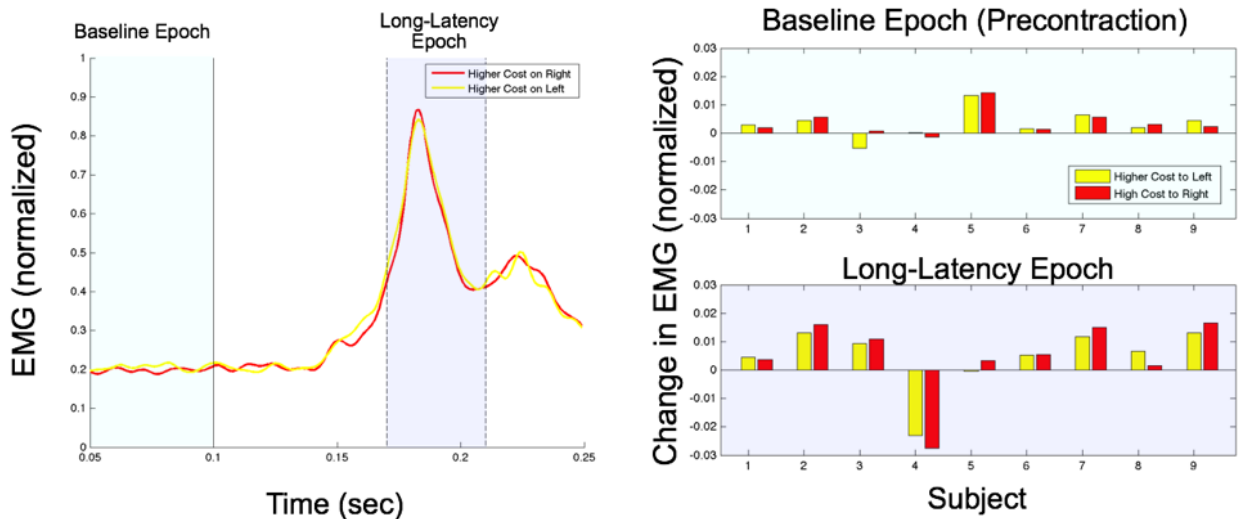 Baseline Epoch
Long-Latency
Epoch
Higher Cost on Right
Higher Cost on Left
1
0.9
0.8
0.7
0.6
0.5
0.4
0.3
0.2
0.1
0
EMG (normalized)
0.05
0.1
0.15
0.2
0.25
Time (sec)
Baseline Epoch (Precontraction)
0.03
0.02
0.01
0
-0.01
-0.02
-0.03
Higher Cost to Left
High Cost to Right
1 2 3 4 5 6 7 8 9
Change in EMG (normalized)
Long-Latency Epoch
0.03
0.02
0.01
0
-0.01
-0.02
-0.03
1 2 3 4 5 6 7 8 9
Subject